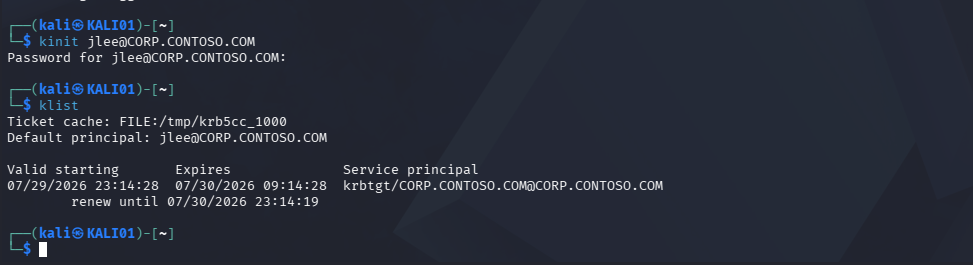 ┌──(kali㉿KALI01)-[~]
└─$ kinit jlee@CORP.CONTOSO.COM
Password for jlee@CORP.CONTOSO.COM:

┌──(kali㉿KALI01)-[~]
└─$ klist
Ticket cache: FILE:/tmp/krb5cc_1000
Default principal: jlee@CORP.CONTOSO.COM

Valid starting       Expires              Service principal
07/29/2026 23:14:28  07/30/2026 09:14:28  krbtgt/CORP.CONTOSO.COM@CORP.CONTOSO.COM
        renew until 07/30/2026 23:14:19

┌──(kali㉿KALI01)-[~]
└─$